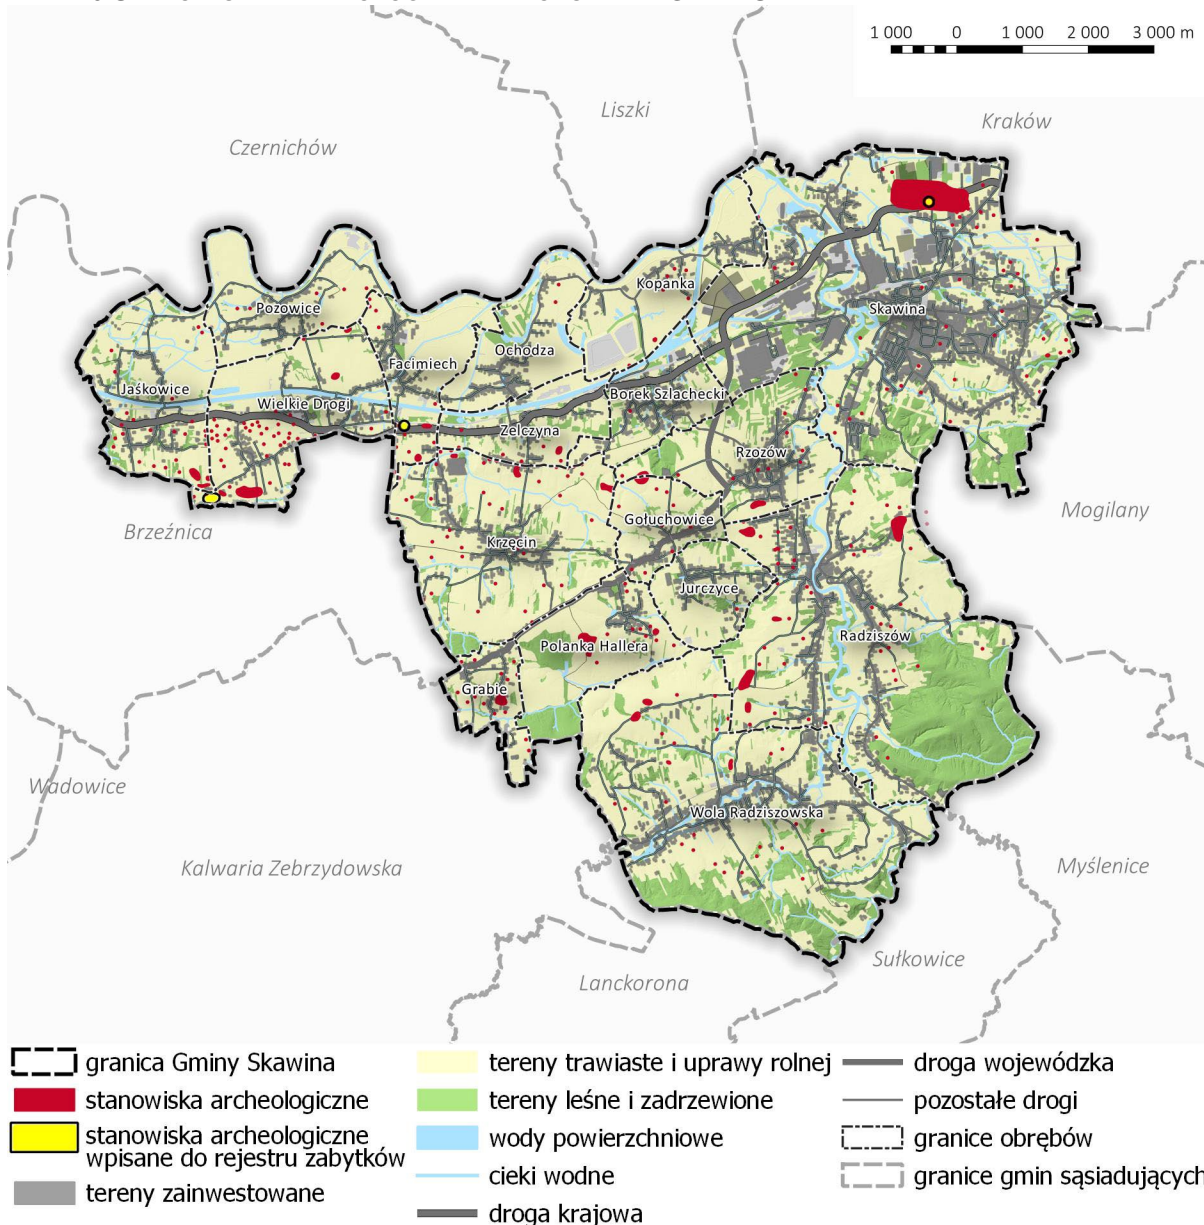 1 000 0 1 000 2 000 3 000 m
Liszki
Kraków
Czernichów
Kopanka
Pozowice
Skawina
Ochodza
Facimiech
Jaśkowice
Borek Szlachecki
Wielkie Drogi
Zelczyna
Rzozów
Mogilany
Gołuchowice
Brzeźnica
Krzęcin
Jurczyce
Radziszów
Polanka Hallera
Grabie
Wadowice
Wola Radziszowska
Kalwaria Zebrzydowska
Myślenice
Sułkowice
Lanckorona
granica Gminy Skawina
stanowiska archeologiczne
stanowiska archeologiczne
wpisane do rejestru zabytków
tereny zainwestowane
tereny trawiaste i uprawy rolnej
tereny leśne i zadrzewione
wody powierzchniowe
cieki wodne
droga krajowa
droga wojewódzka
pozostałe drogi
granice obrębów
granice gmin sąsiadujących